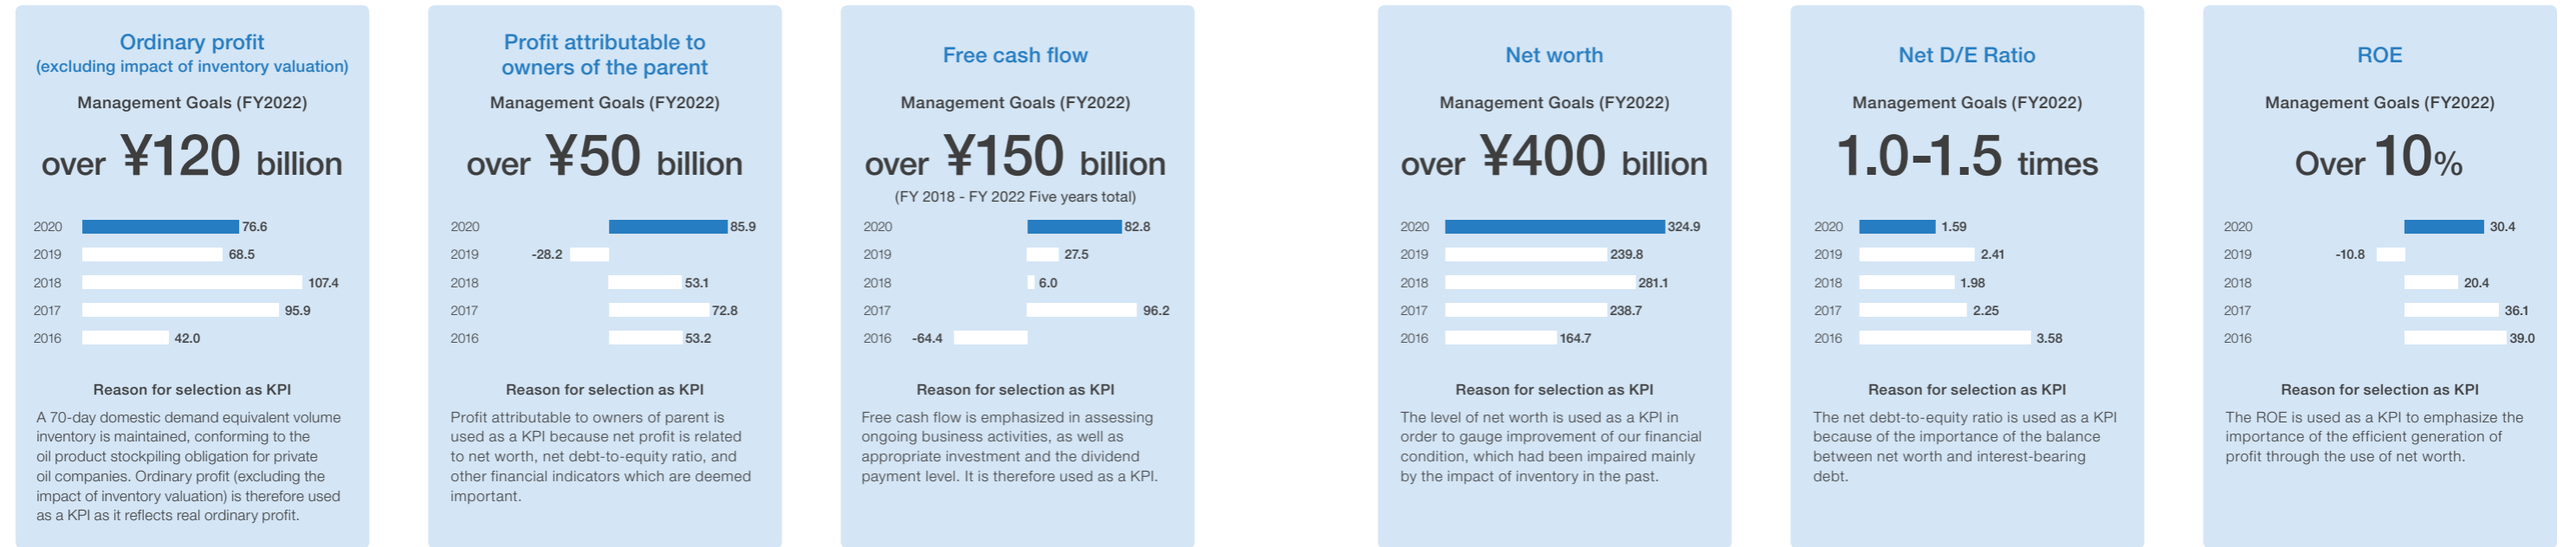 Ordinary profit
(excluding impact of inventory valuation)
Management Goals (FY2022)
over ¥120 billion
2020 76.6
2019 68.5
2018 107.4
2017 95.9
2016 42.0
Reason for selection as KPI
A 70-day domestic demand equivalent volume
inventory is maintained, conforming to the
oil product stockpiling obligation for private
oil companies. Ordinary profit (excluding the
impact of inventory valuation) is therefore used
as a KPI as it reflects real ordinary profit.
Profit attributable to
owners of the parent
Management Goals (FY2022)
over ¥50 billion
2020 85.9
2019 -28.2
2018 53.1
2017 72.8
2016 53.2
Reason for selection as KPI
Profit attributable to owners of parent is
used as a KPI because net profit is related
to net worth, net debt-to-equity ratio, and
other financial indicators which are deemed
important.
Free cash flow
Management Goals (FY2022)
over ¥150 billion
(FY 2018 - FY 2022 Five years total)
2020 82.8
2019 27.5
2018 6.0
2017 96.2
2016 -64.4
Reason for selection as KPI
Free cash flow is emphasized in assessing
ongoing business activities, as well as
appropriate investment and the dividend
payment level. It is therefore used as a KPI.
Net worth
Management Goals (FY2022)
over ¥400 billion
2020 324.9
2019 239.8
2018 281.1
2017 238.7
2016 164.7
Reason for selection as KPI
The level of net worth is used as a KPI in
order to gauge improvement of our financial
condition, which had been impaired mainly
by the impact of inventory in the past.
Net D/E Ratio
Management Goals (FY2022)
1.0-1.5 times
2020 1.59
2019 2.41
2018 1.98
2017 2.25
2016 3.58
Reason for selection as KPI
The net debt-to-equity ratio is used as a KPI
because of the importance of the balance
between net worth and interest-bearing
debt.
ROE
Management Goals (FY2022)
Over 10%
2020 30.4
2019 -10.8
2018 20.4
2017 36.1
2016 39.0
Reason for selection as KPI
The ROE is used as a KPI to emphasize the
importance of the efficient generation of
profit through the use of net worth.